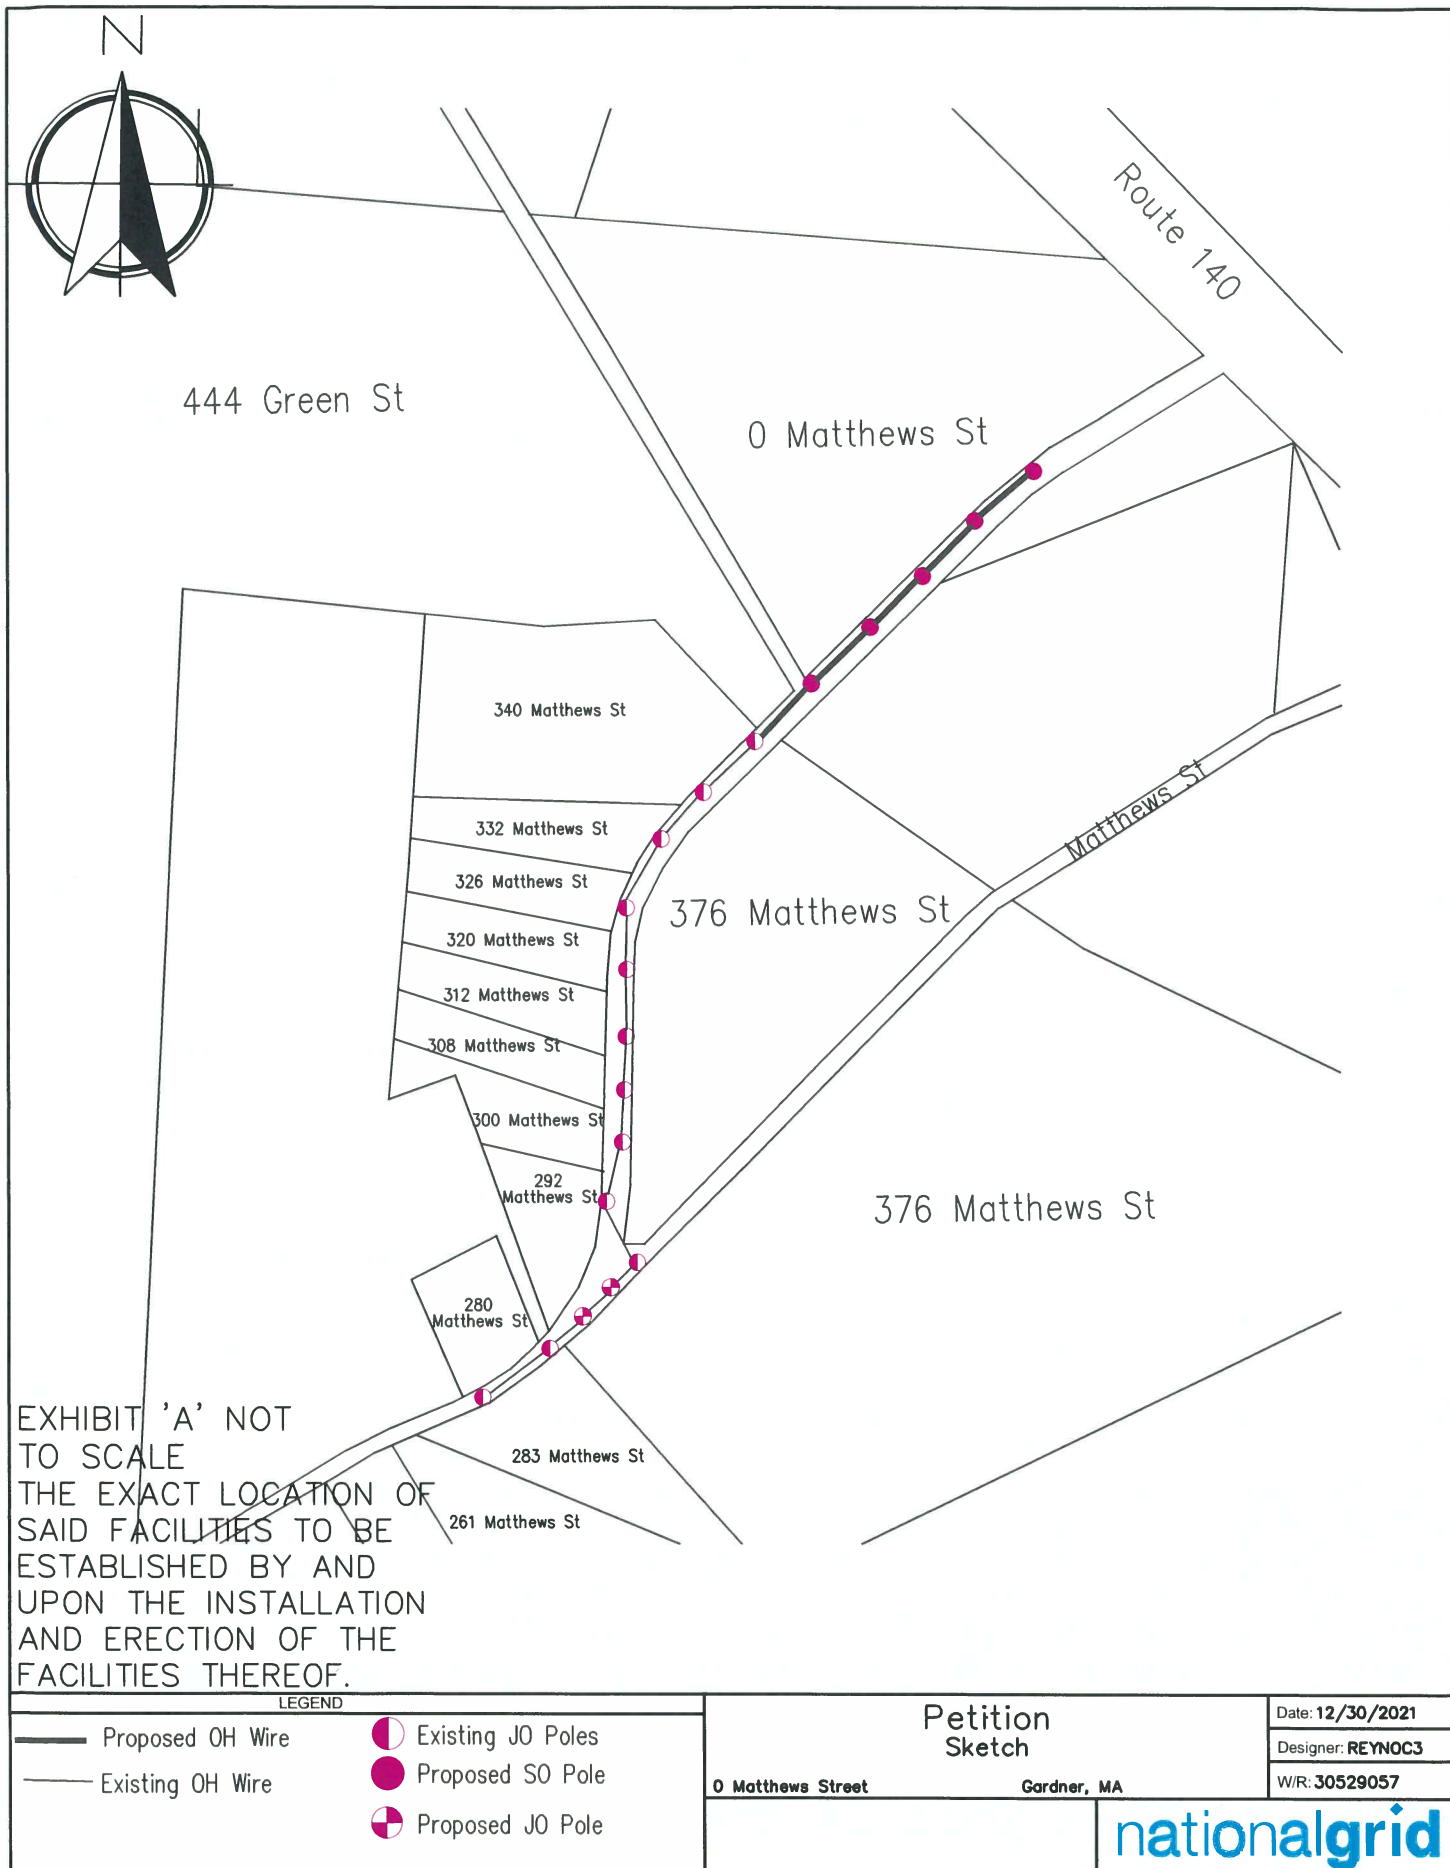 N
Route 140
444 Green St
0 Matthews St
340 Matthews St
332 Matthews St
Matthews St
326 Matthews St
376 Matthews St
320 Matthews St
312 Matthews St
308 Matthews St
300 Matthews St
292
Matthews St
376 Matthews St
280
Matthews St
EXHIBIT 'A' NOT
TO SCALE
THE EXACT LOCATION OF
SAID FACILITIES TO BE
ESTABLISHED BY AND
UPON THE INSTALLATION
AND ERECTION OF THE
FACILITIES THEREOF.
283 Matthews St
261 Matthews St
LEGEND
Proposed OH Wire
Existing OH Wire
Existing JO Poles
Proposed SO Pole
Proposed JO Pole
Petition
Sketch
0 Matthews Street Gardner, MA
Date: 12/30/2021
Designer: REYNOC3
W/R: 30529057
nationalgrid